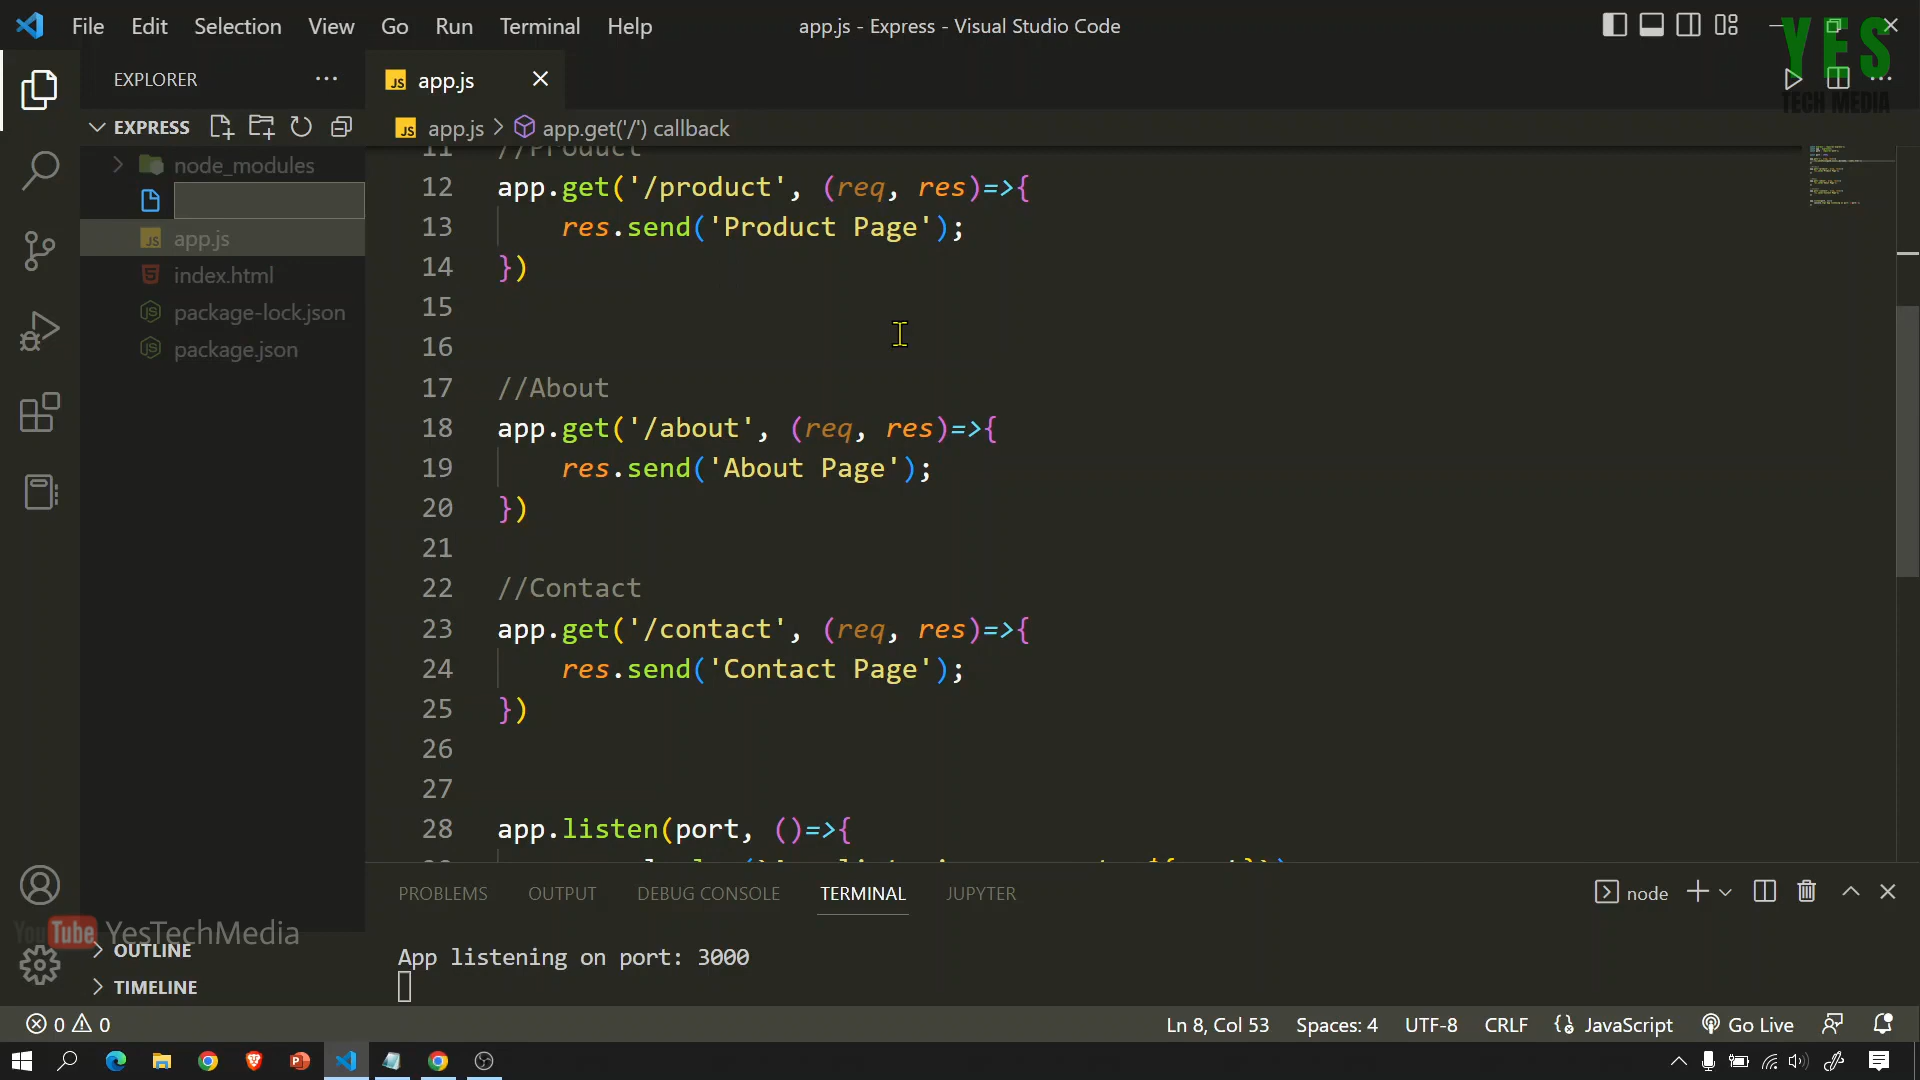 File Edit Selection View Go Run Terminal Help
app.js - Express - Visual Studio Code
YES
TECH MEDIA
EXPLORER
EXPRESS
node_modules
app.js
index.html
package-lock.json
package.json
OUTLINE
TIMELINE
YouTube YesTechMedia
app.js
app.js > app.get('/') callback
11 //Product
12 app.get('/product', (req, res)=>{
13 res.send('Product Page');
14 })
15
16
17 //About
18 app.get('/about', (req, res)=>{
19 res.send('About Page');
20 })
21
22 //Contact
23 app.get('/contact', (req, res)=>{
24 res.send('Contact Page');
25 })
26
27
28 app.listen(port, ()=>{
PROBLEMS OUTPUT DEBUG CONSOLE TERMINAL JUPYTER
node
App listening on port: 3000
0 0
Ln 8, Col 53 Spaces: 4 UTF-8 CRLF JavaScript Go Live